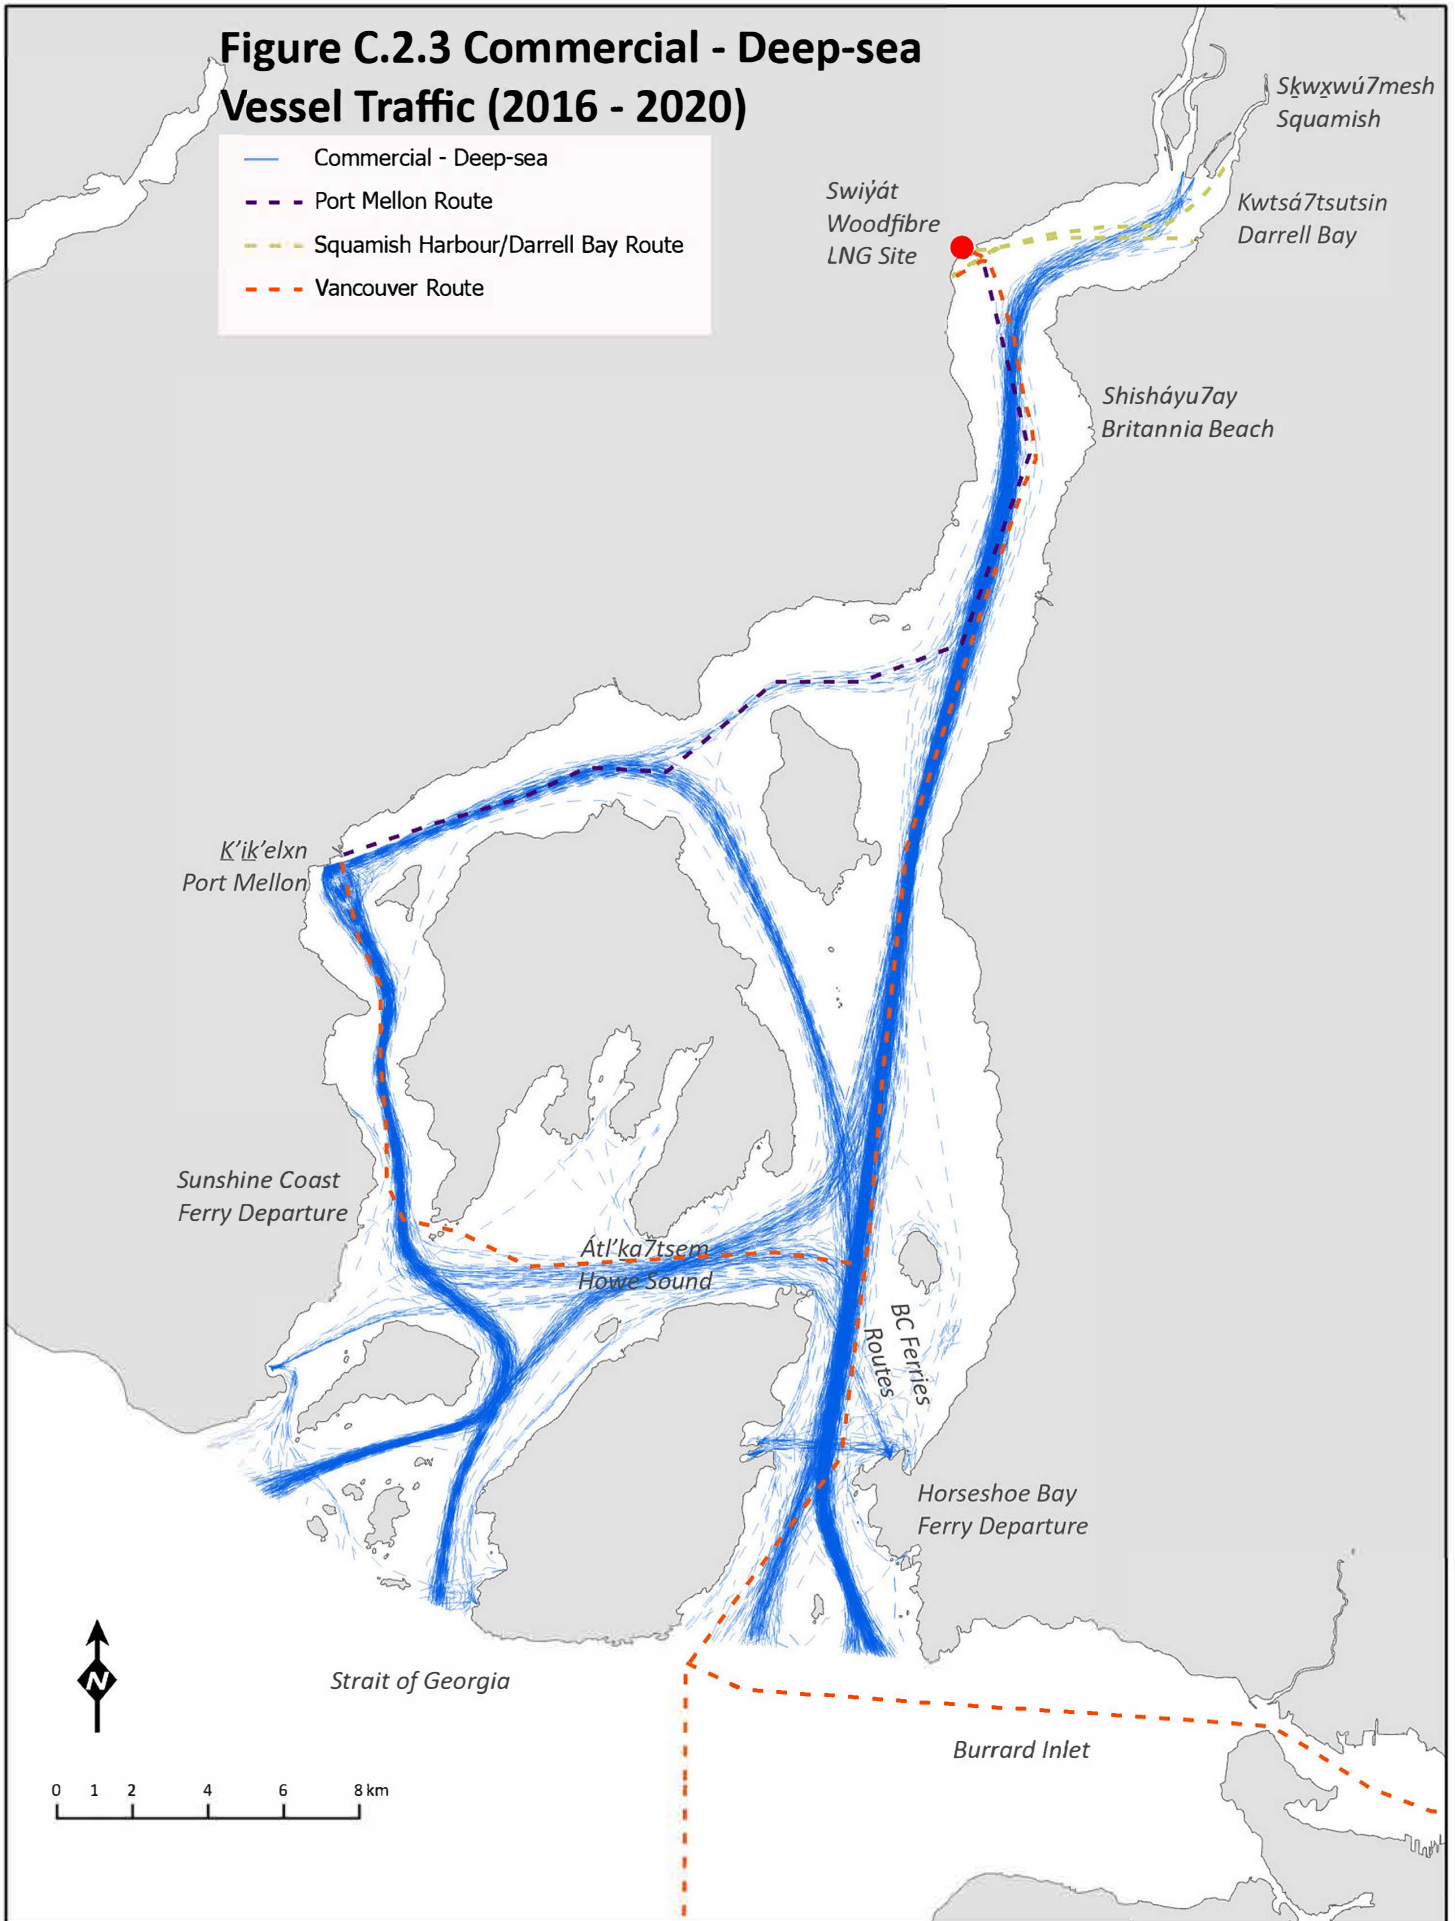 Figure C.2.3 Commercial - Deep-sea
Vessel Traffic (2016 - 2020)
Commercial - Deep-sea
Port Mellon Route
Squamish Harbour/Darrell Bay Route
Vancouver Route
Sḵwx̱wú7mesh
Squamish
Swiy̓át
Woodfibre
LNG Site
Kwtsá7tsutsin
Darrell Bay
Shisháyu7ay
Britannia Beach
Ḵ'iḵ'elxn
Port Mellon
Sunshine Coast
Ferry Departure
Átl'ḵa7tsem
Howe Sound
BC Ferries
Routes
Horseshoe Bay
Ferry Departure
Strait of Georgia
Burrard Inlet
N
0 1 2 4 6 8 km